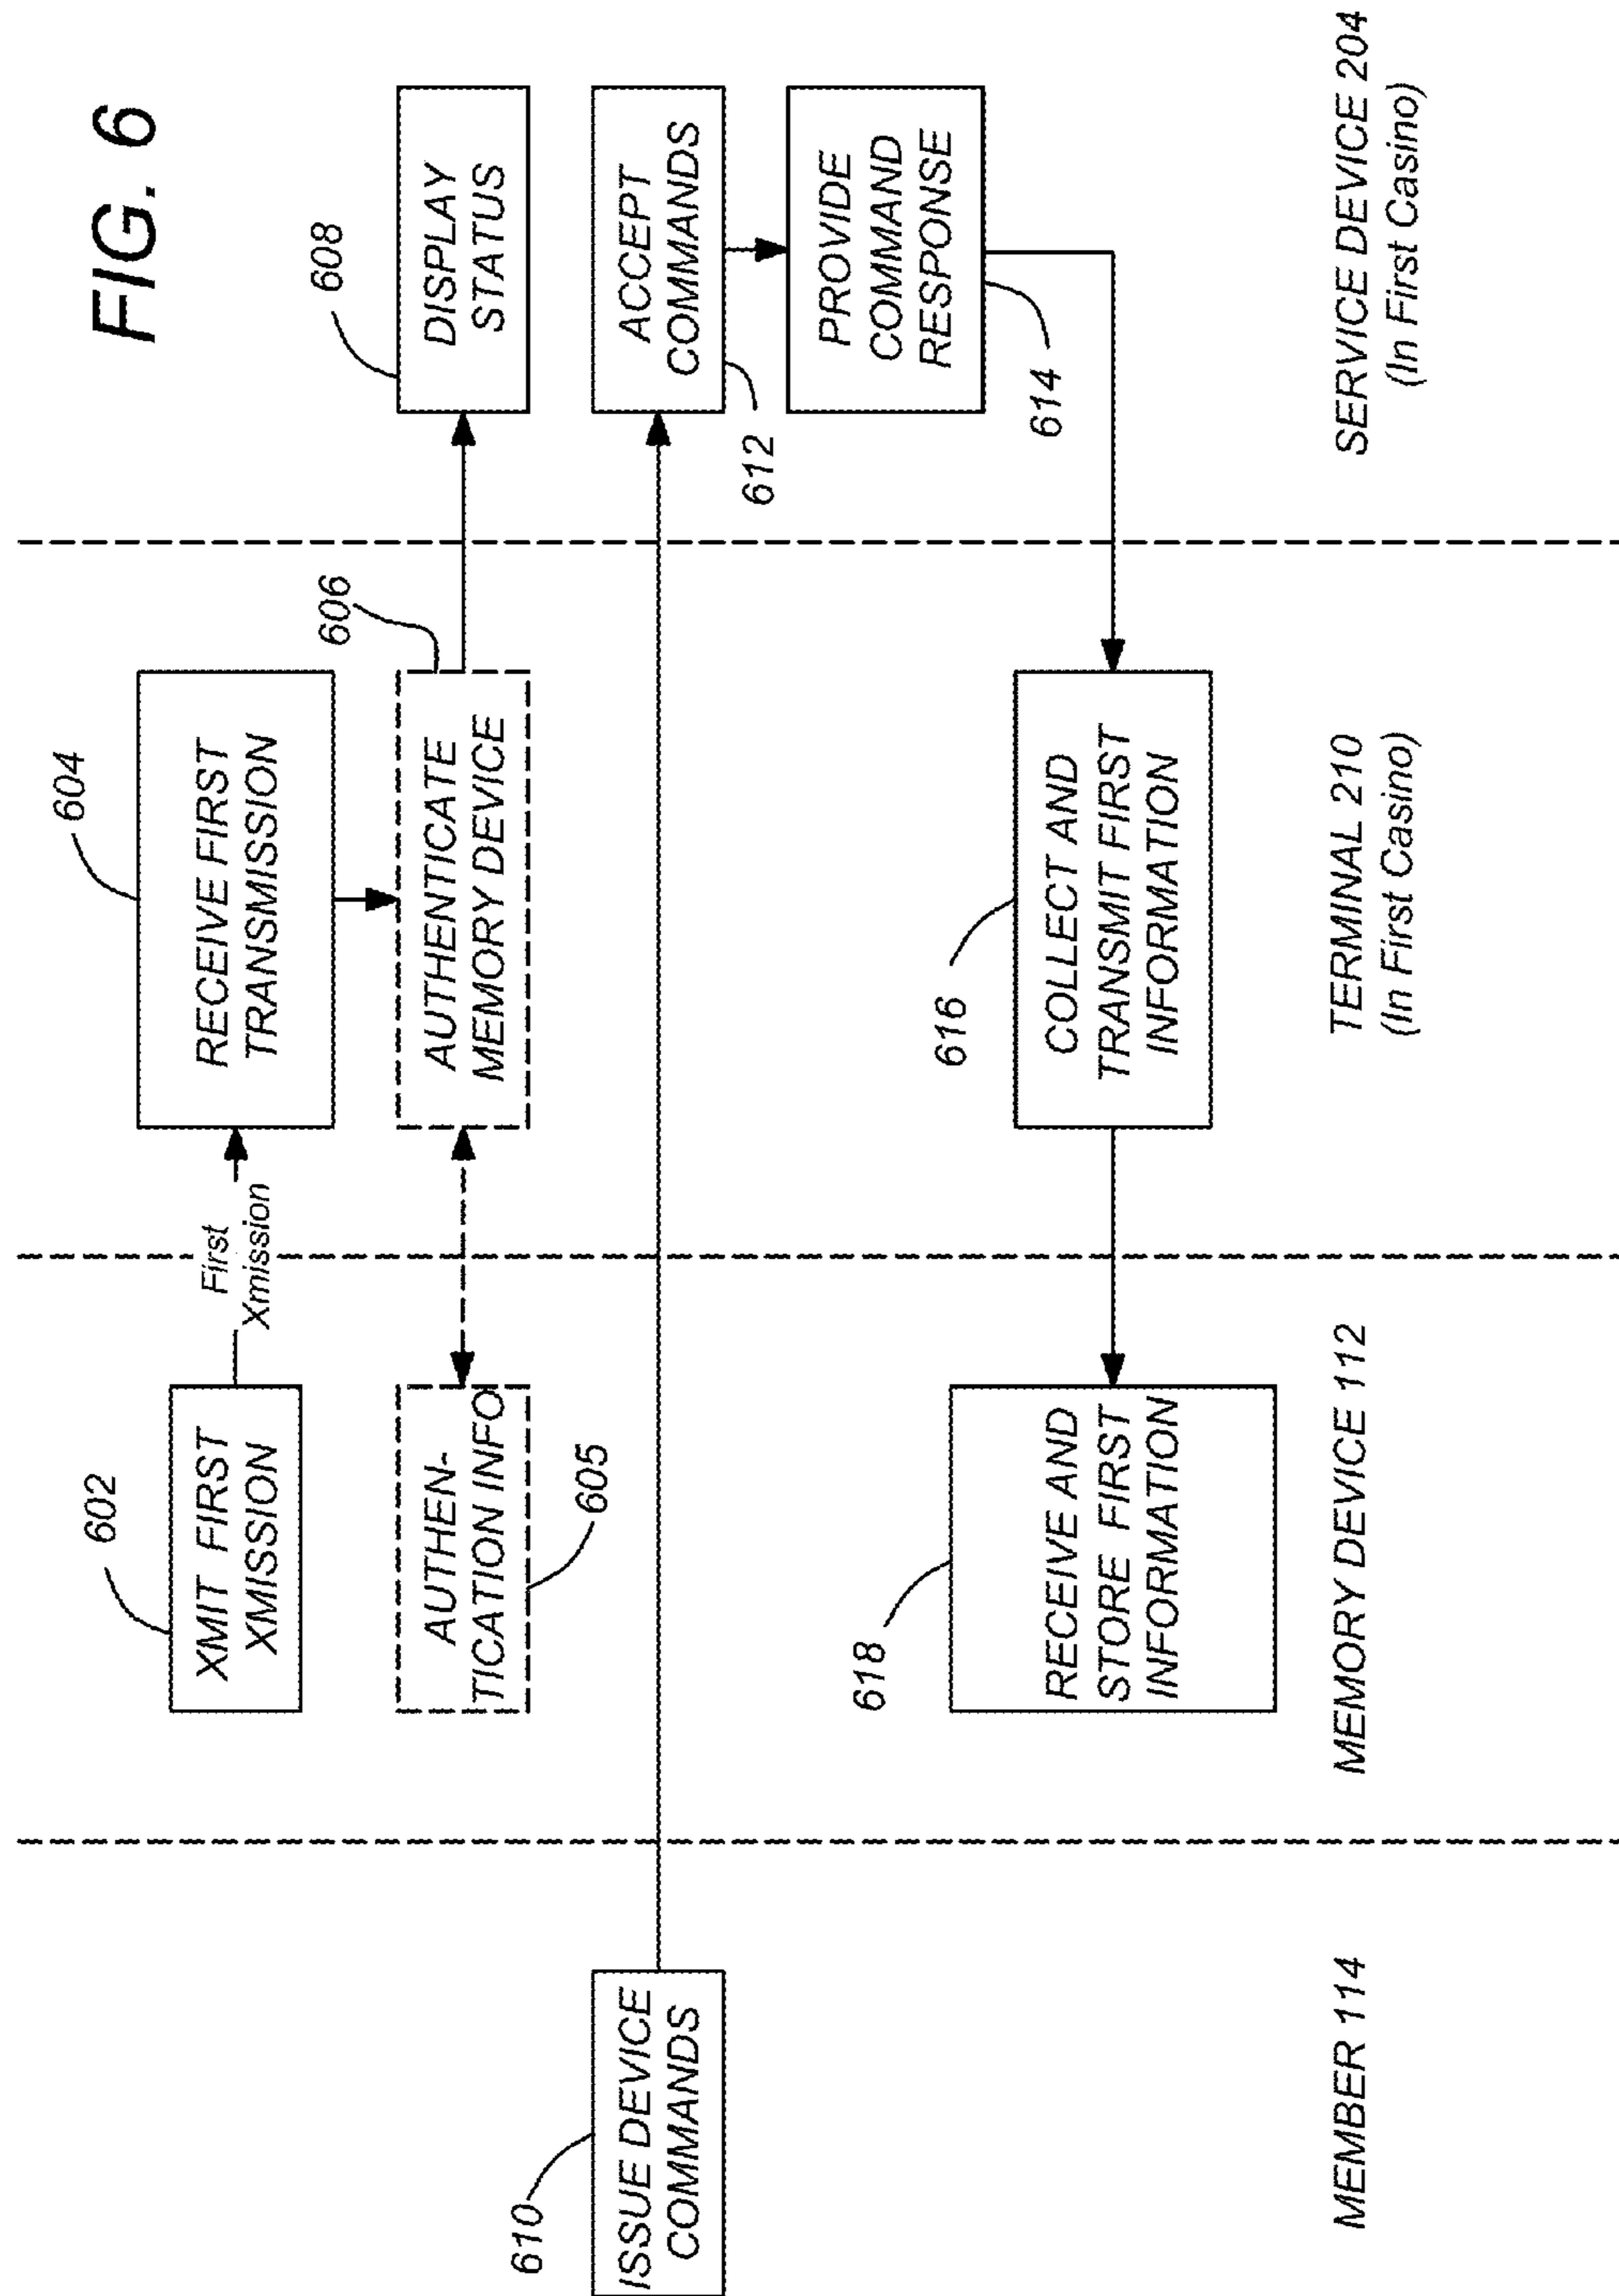 FIG. 6
602
XMIT FIRST
XMISSION
First
Xmission
604
RECEIVE FIRST
TRANSMISSION
AUTHEN-
TICATION INFO
605
606
AUTHENTICATE
MEMORY DEVICE
608
DISPLAY
STATUS
610
ISSUE DEVICE
COMMANDS
ACCEPT
COMMANDS
612
PROVIDE
COMMAND
RESPONSE
614
616
COLLECT AND
TRANSMIT FIRST
INFORMATION
618
RECEIVE AND
STORE FIRST
INFORMATION
MEMBER 114
MEMORY DEVICE 112
TERMINAL 210
(In First Casino)
SERVICE DEVICE 204
(In First Casino)